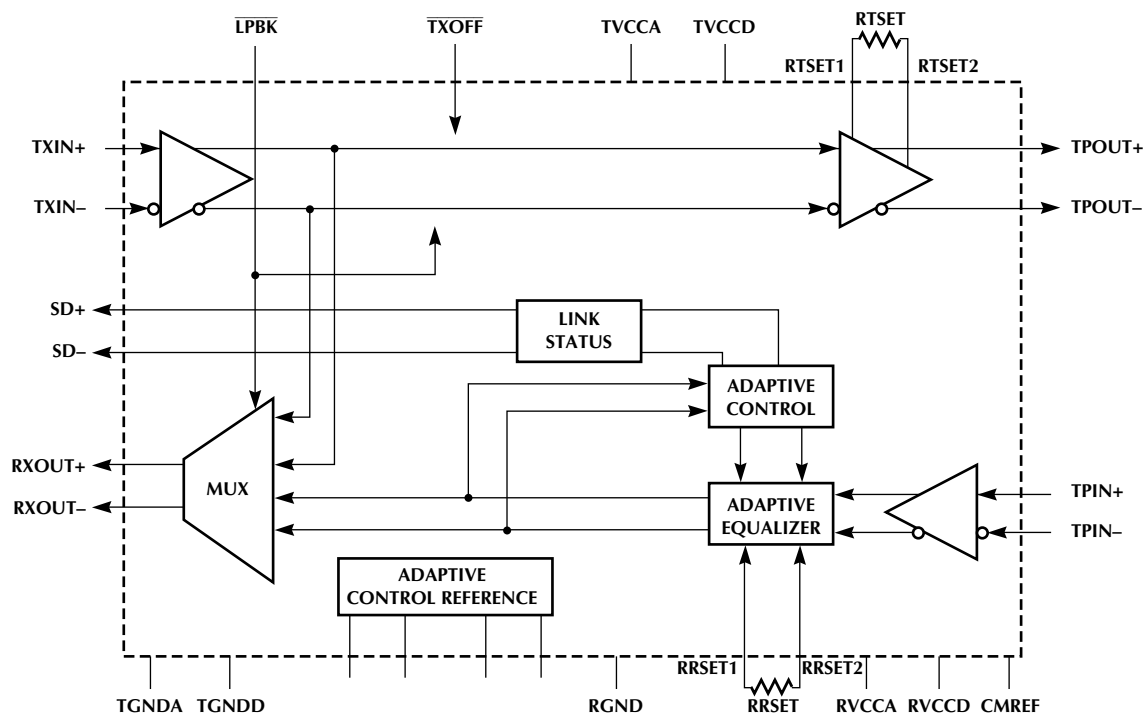 LPBK
TXOFF
TVCCA
TVCCD
RTSET
RTSET1
RTSET2
TXIN+
TPOUT+
TXIN–
TPOUT–
SD+
LINK
STATUS
SD–
ADAPTIVE
CONTROL
RXOUT+
MUX
RXOUT–
ADAPTIVE
EQUALIZER
TPIN+
TPIN–
ADAPTIVE
CONTROL REFERENCE
RRSET1
RRSET2
TGNDA
TGNDD
RGND
RRSET
RVCCA
RVCCD
CMREF